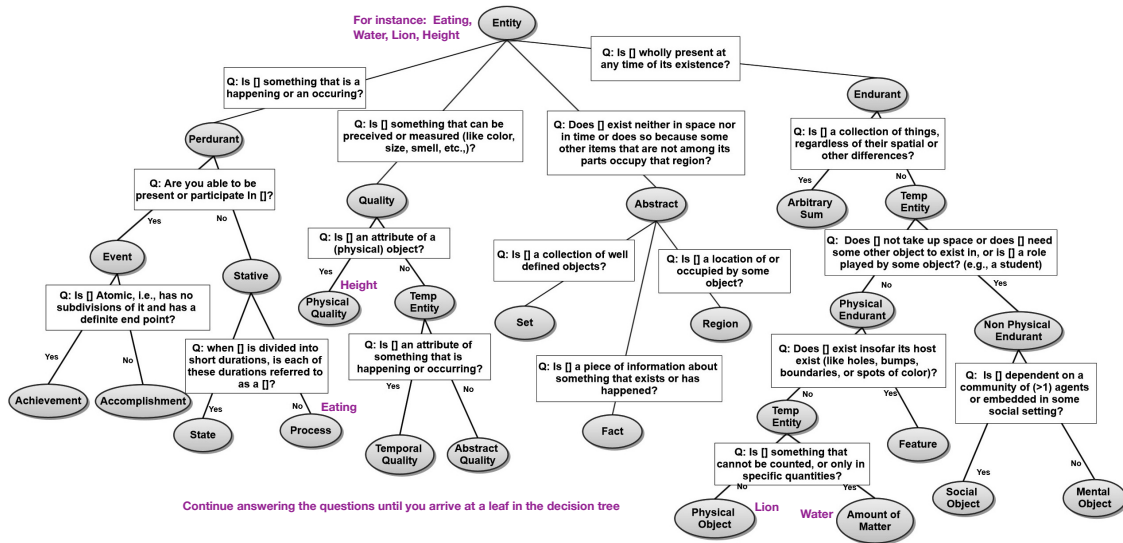 For instance: Eating,
Water, Lion, Height
Entity
Q: Is [] wholly present at
any time of its existence?
Q: Is [] something that is a
happening or an occuring?
Endurant
Q: Is [] something that can be
preceived or measured (like color,
size, smell, etc.,)?
Q: Does [] exist neither in space nor
in time or does so because some
other items that are not among its
parts occupy that region?
Q: Is [] a collection of things,
regardless of their spatial or
other differences?
Perdurant
Q: Are you able to be
present or participate in []?
Yes
No
Quality
Abstract
Arbitrary
Sum
Temp
Entity
Yes
No
Q: Is [] an attribute of a
(physical) object?
Q: Does [] not take up space or does [] need
some other object to exist in, or is [] a role
played by some object? (e.g., a student)
Event
Stative
Q: Is [] a collection of well
defined objects?
Q: Is [] a location of or
occupied by some
object?
Yes
No
No
Yes
Height
Q: Is [] Atomic, i.e., has no
subdivisions of it and has a
definite end point?
Physical
Quality
Temp
Entity
Physical
Endurant
Set
Region
Non Physical
Endurant
Q: when [] is divided into
short durations, is each of
these durations referred to
as a []?
Q: Is [] an attribute of
something that is
happening or occurring?
Q: Does [] exist insofar its host
exist (like holes, bumps,
boundaries, or spots of color)?
Yes
No
Q: Is [] a piece of information about
something that exists or has
happened?
Q: Is [] dependent on a
community of (>1) agents
or embedded in some
social setting?
Yes
No
No
Yes
Achievement
Accomplishment
Yes
No
Eating
Temp
Entity
State
Process
Fact
Feature
Temporal
Quality
Abstract
Quality
Q: Is [] something that
cannot be counted, or only in
specific quantities?
Yes
No
No
Yes
Social
Object
Mental
Object
Continue answering the questions until you arrive at a leaf in the decision tree
Physical
Object
Lion
Water
Amount of
Matter